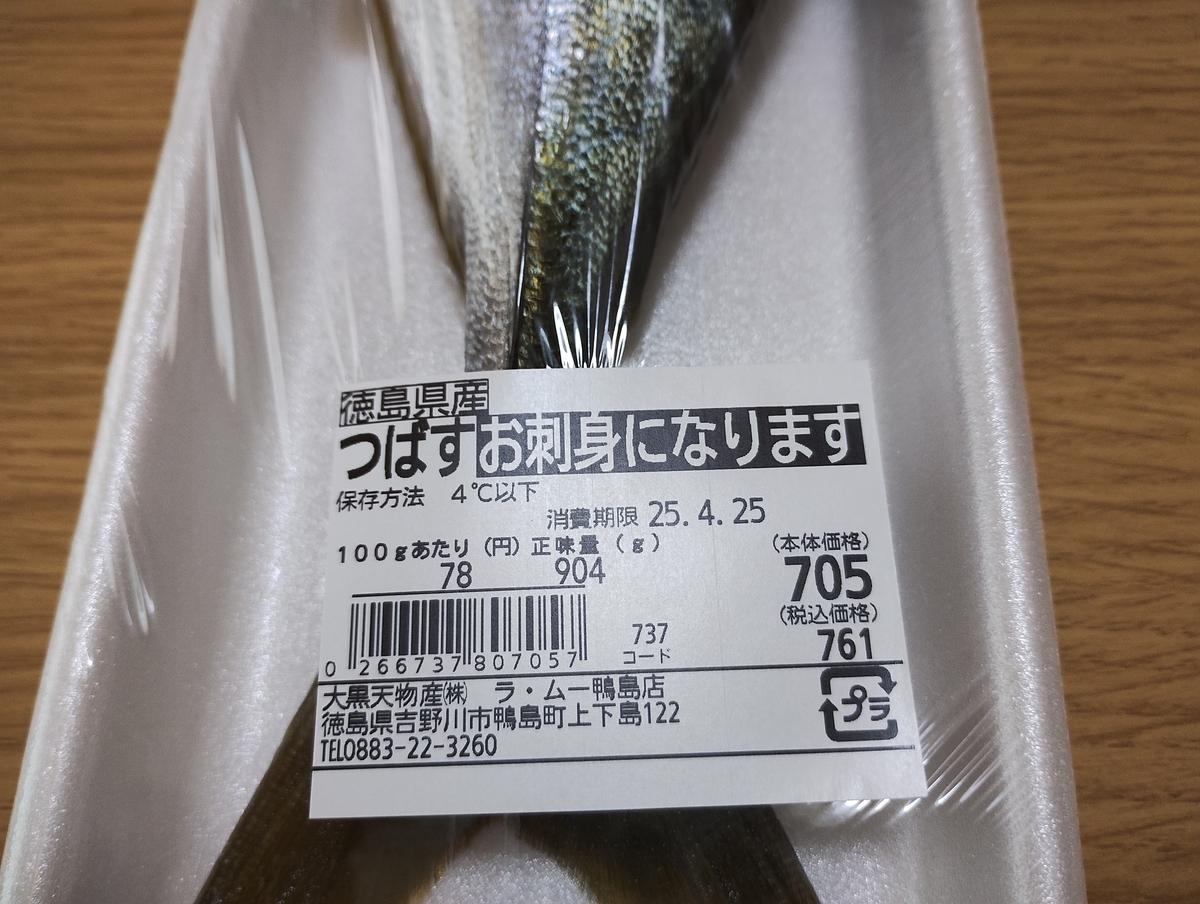 徳島県産
つばすお刺身になります
保存方法 4℃以下
消費期限 25.4.25
100gあたり(円) 正味量(g) (本体価格)
78 904 705
(税込価格)
761
737
コード
0 266737 807057
プラ
大黒天物産㈱ ラ・ムー鴨島店
徳島県吉野川市鴨島町上下島122
TEL0883-22-3260